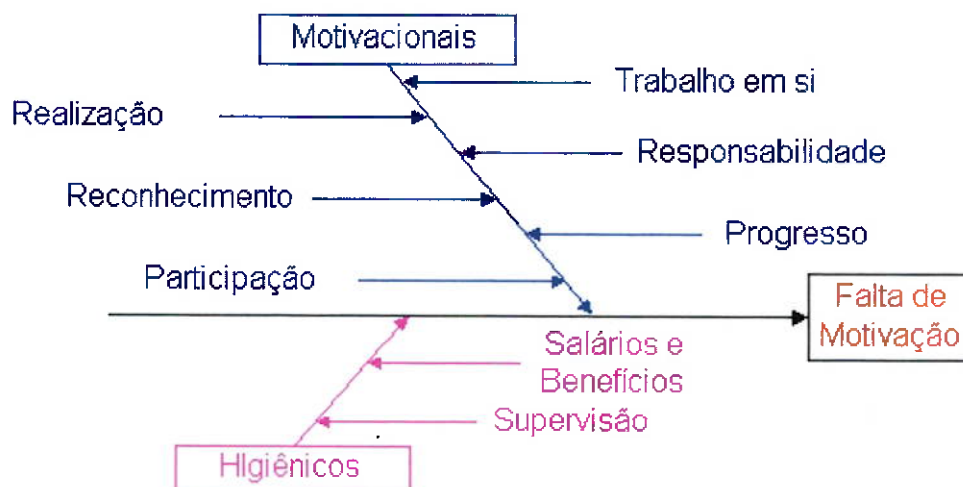 Motivacionais
Trabalho em si
Realização
Responsabilidade
Reconhecimento
Progresso
Participação
Falta de
Motivação
Salários e
Benefícios
Supervisão
HIgiênicos